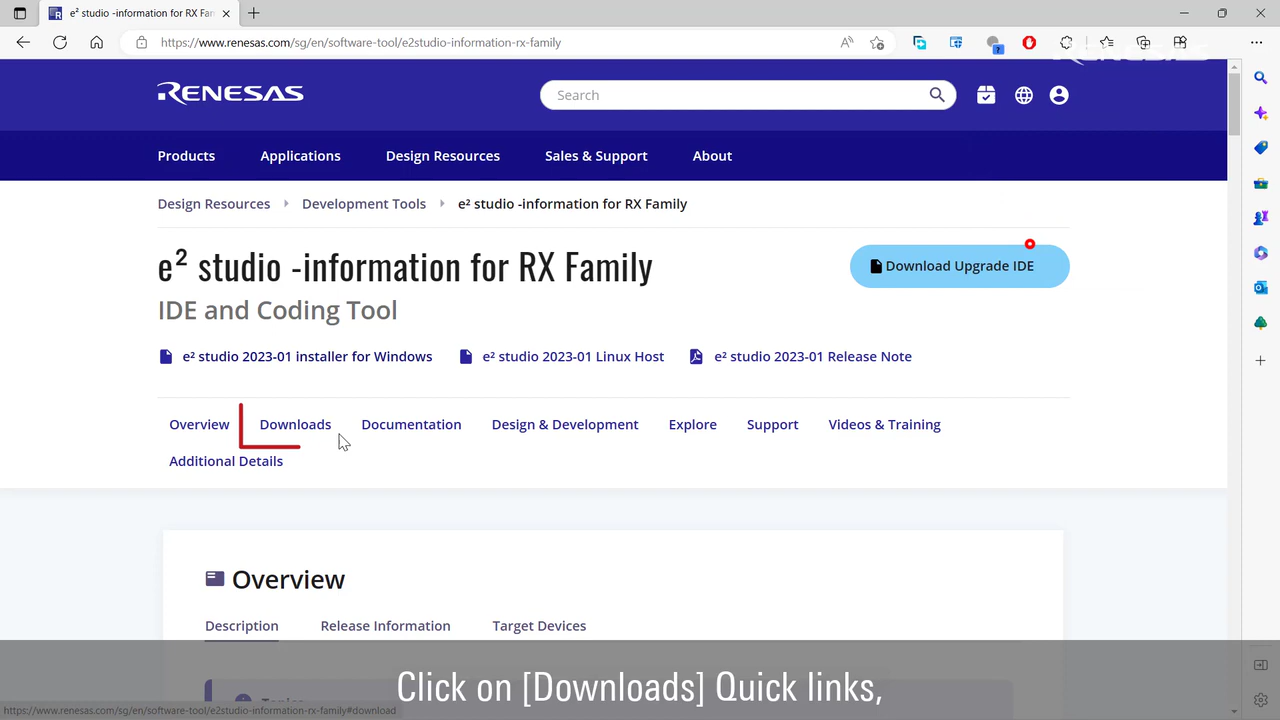 e² studio -information for RX Fan
https://www.renesas.com/sg/en/software-tool/e2studio-information-rx-family
RENESAS
RENESAS
Search
Products Applications Design Resources Sales & Support About
Design Resources Development Tools e² studio -information for RX Family
e² studio -information for RX Family
Download Upgrade IDE
IDE and Coding Tool
e² studio 2023-01 installer for Windows e² studio 2023-01 Linux Host e² studio 2023-01 Release Note
Overview Downloads Documentation Design & Development Explore Support Videos & Training
Additional Details
Overview
Description Release Information Target Devices
Topics
Click on [Downloads] Quick links,
https://www.renesas.com/sg/en/software-tool/e2studio-information-rx-family#download